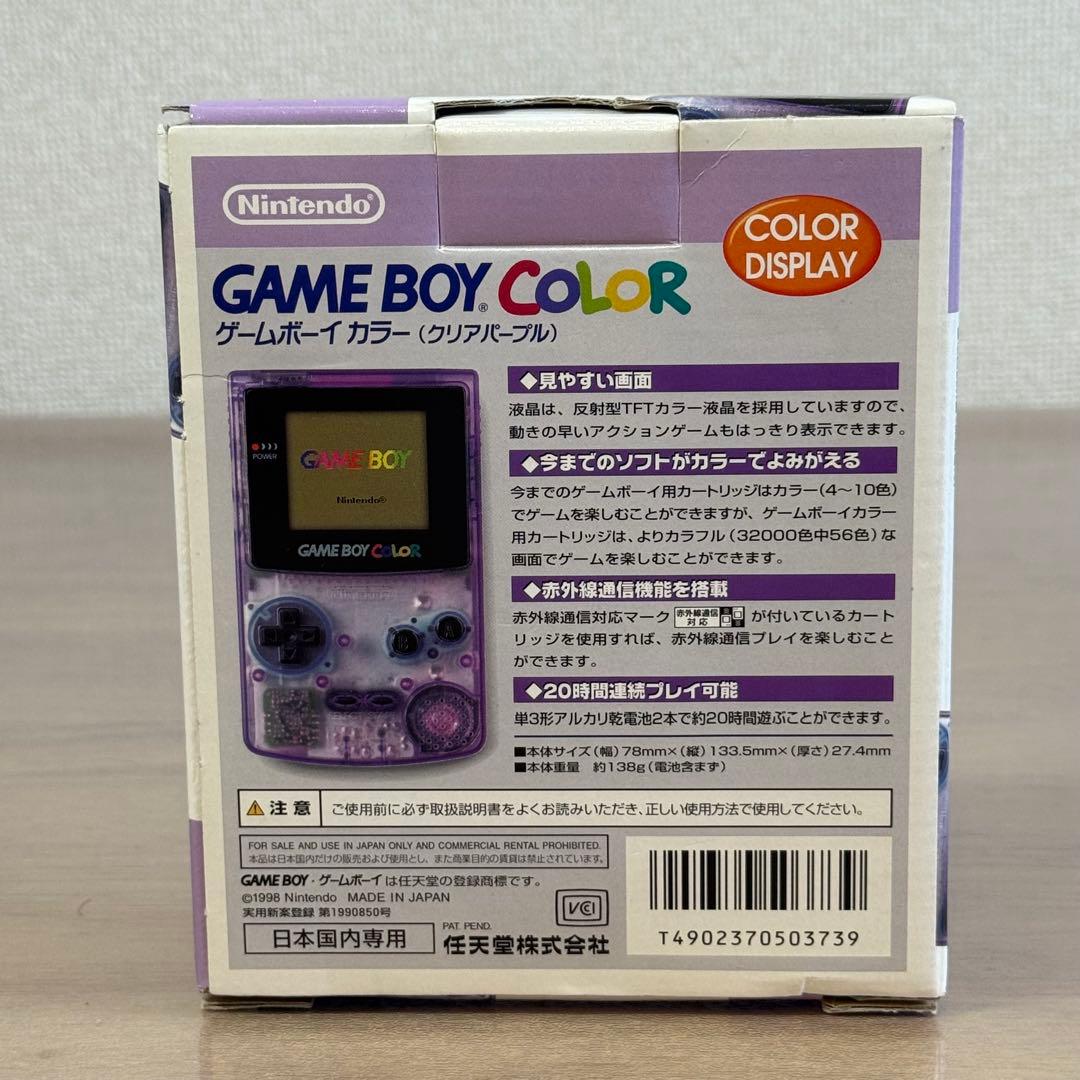 Nintendo®
COLOR
DISPLAY
GAME BOY® COLOR
ゲームボーイ カラー（クリアパープル）
POWER
GAME BOY
Nintendo®
GAME BOY COLOR
B A
◆見やすい画面
液晶は、反射型TFTカラー液晶を採用していますので、
動きの早いアクションゲームもはっきり表示できます。
◆今までのソフトがカラーでよみがえる
今までのゲームボーイ用カートリッジはカラー（4〜10色）
でゲームを楽しむことができますが、ゲームボーイカラー
用カートリッジは、よりカラフル（32000色中56色）な
画面でゲームを楽しむことができます。
◆赤外線通信機能を搭載
赤外線通信対応マーク 赤外線通信対応 が付いているカート
リッジを使用すれば、赤外線通信プレイを楽しむこと
ができます。
◆20時間連続プレイ可能
単3形アルカリ乾電池2本で約20時間遊ぶことができます。
■本体サイズ（幅）78mm×（縦）133.5mm×（厚さ）27.4mm
■本体重量 約138g（電池含まず）
⚠注意 ご使用前に必ず取扱説明書をよくお読みいただき、正しい使用方法で使用してください。
FOR SALE AND USE IN JAPAN ONLY AND COMMERCIAL RENTAL PROHIBITED.
本品は日本国内だけの販売および使用とし、また商業目的の賃貸は禁止されています。
GAME BOY・ゲームボーイは任天堂の登録商標です。
©1998 Nintendo MADE IN JAPAN
実用新案登録 第1990850号
日本国内専用
PAT. PEND.
任天堂株式会社
VCI
T4902370503739